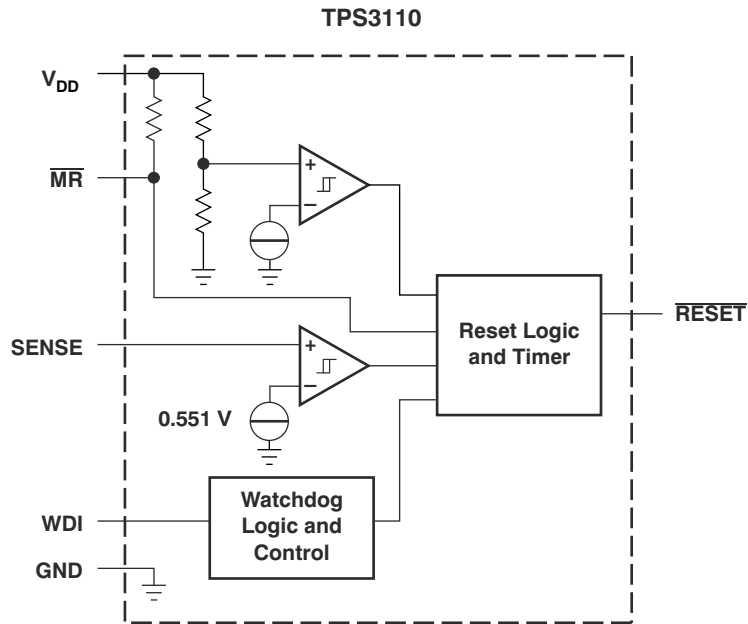 TPS3110
VDD
MR
+
−
SENSE
+
−
0.551 V
Reset Logic
and Timer
RESET
WDI
Watchdog
Logic and
Control
GND